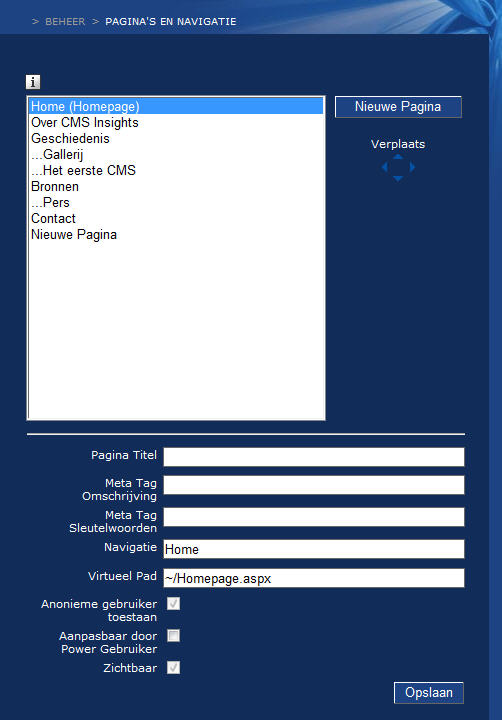 > BEHEER > PAGINA'S EN NAVIGATIE
i
Home (Homepage)
Over CMS Insights
Geschiedenis
...Gallerij
...Het eerste CMS
Bronnen
...Pers
Contact
Nieuwe Pagina
Nieuwe Pagina
Verplaats
Pagina Titel
Meta Tag
Omschrijving
Meta Tag
Sleutelwoorden
Navigatie Home
Virtueel Pad ~/Homepage.aspx
Anonieme gebruiker
toestaan
Aanpasbaar door
Power Gebruiker
Zichtbaar
Opslaan